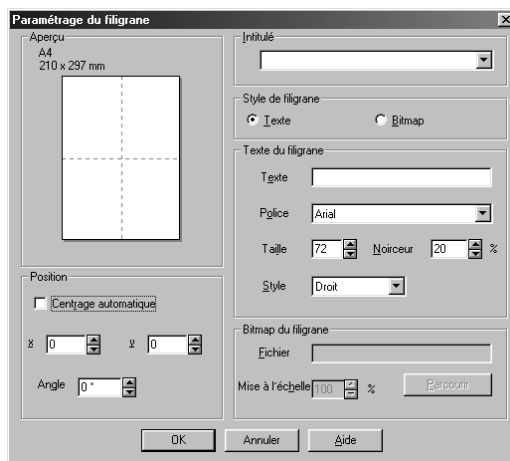 Paramétrage du filigrane
Aperçu
A4
210 x 297 mm
Position
Centrage automatique
x 0 y 0
Angle 0 °
Intitulé
Style de filigrane
Texte Bitmap
Texte du filigrane
Texte
Police Arial
Taille 72 Noirceur 20 %
Style Droit
Bitmap du filigrane
Fichier
Mise à l'échelle 100 % Parcourir
OK Annuler Aide